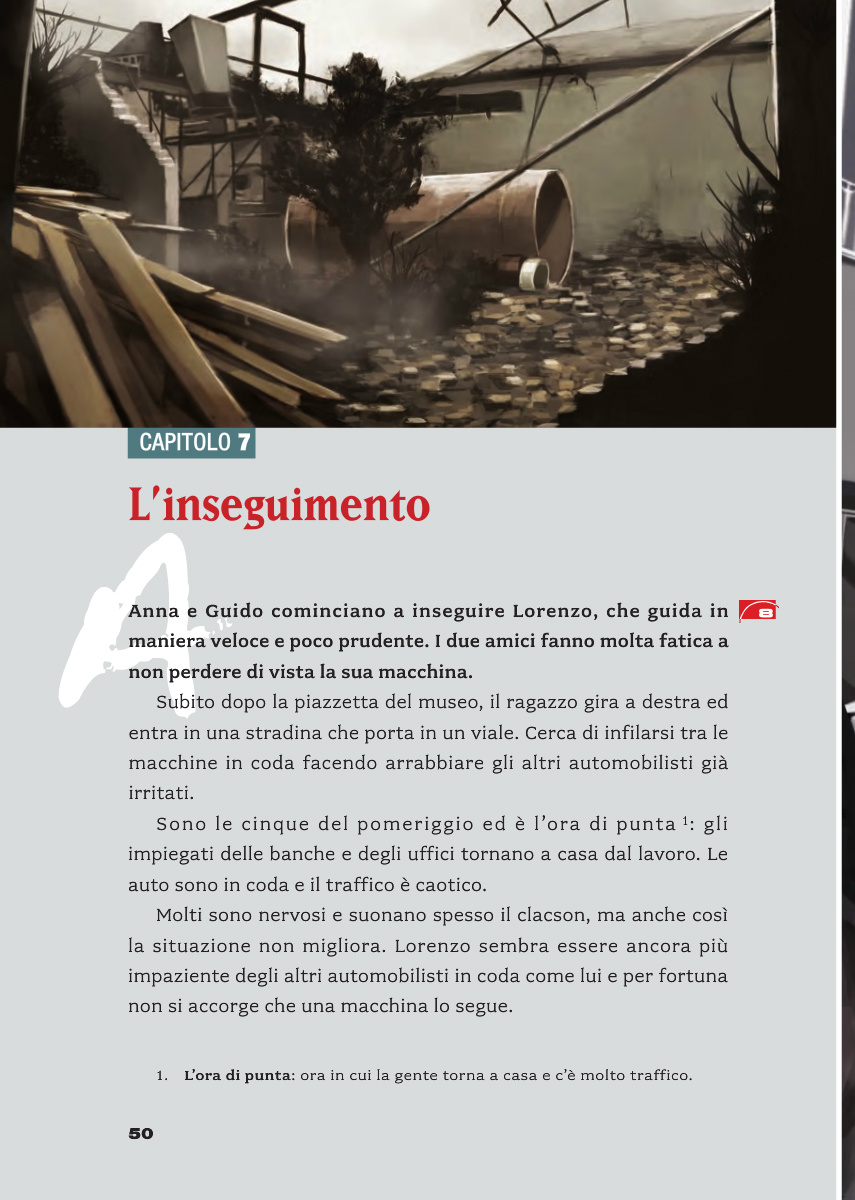 CAPITOLO 7
L'inseguimento
A
Anna e Guido cominciano a inseguire Lorenzo, che guida in
8
maniera veloce e poco prudente. I due amici fanno molta fatica a
non perdere di vista la sua macchina.
Subito dopo la piazzetta del museo, il ragazzo gira a destra ed
entra in una stradina che porta in un viale. Cerca di infilarsi tra le
macchine in coda facendo arrabbiare gli altri automobilisti già
irritati.
Sono le cinque del pomeriggio ed è l'ora di punta ¹: gli
impiegati delle banche e degli uffici tornano a casa dal lavoro. Le
auto sono in coda e il traffico è caotico.
Molti sono nervosi e suonano spesso il clacson, ma anche così
la situazione non migliora. Lorenzo sembra essere ancora più
impaziente degli altri automobilisti in coda come lui e per fortuna
non si accorge che una macchina lo segue.
1. L'ora di punta: ora in cui la gente torna a casa e c'è molto traffico.
50